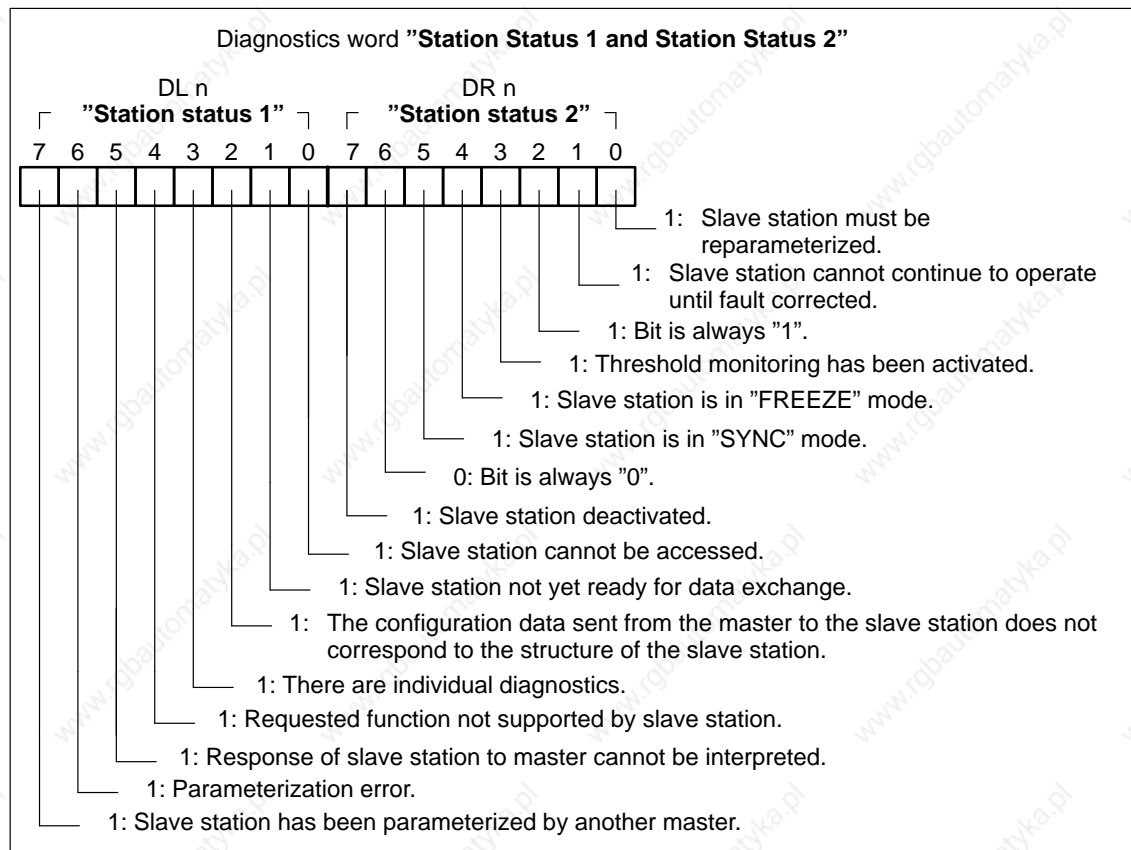 Diagnostics word ”Station Status 1 and Station Status 2”
DL n
”Station status 1”
DR n
”Station status 2”
7 6 5 4 3 2 1 0 7 6 5 4 3 2 1 0
1: Slave station must be
reparameterized.
1: Slave station cannot continue to operate
until fault corrected.
1: Bit is always ”1”.
1: Threshold monitoring has been activated.
1: Slave station is in ”FREEZE” mode.
1: Slave station is in ”SYNC” mode.
0: Bit is always ”0”.
1: Slave station deactivated.
1: Slave station cannot be accessed.
1: Slave station not yet ready for data exchange.
1: The configuration data sent from the master to the slave station does not
correspond to the structure of the slave station.
1: There are individual diagnostics.
1: Requested function not supported by slave station.
1: Response of slave station to master cannot be interpreted.
1: Parameterization error.
1: Slave station has been parameterized by another master.
www.rgbautomatyka.pl